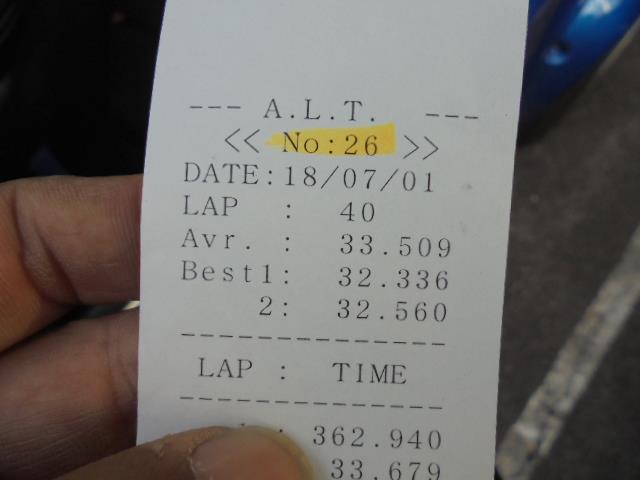 --- A.L.T. ---
<< No:26 >>
DATE:18/07/01
LAP : 40
Avr. : 33.509
Best1: 32.336
2: 32.560
--------------
LAP : TIME
--------------
: 362.940
33.679